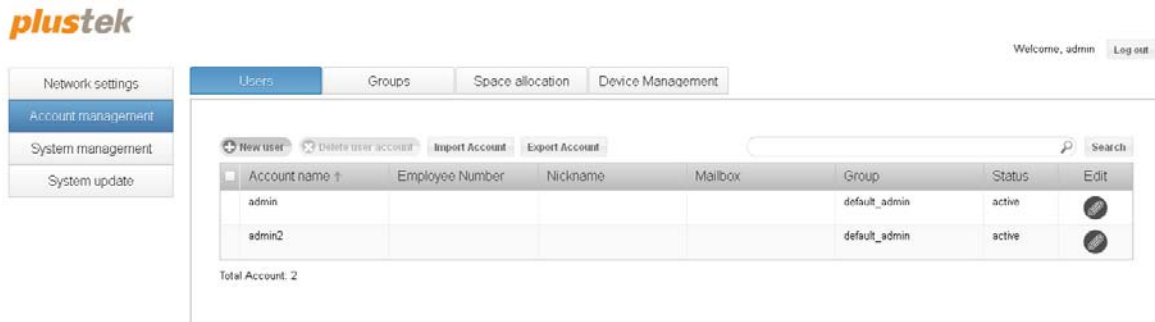 plustek
Welcome, admin Log out
Network settings
Account management
System management
System update
Users Groups Space allocation Device Management
New user Delete user account Import Account Export Account Search
Account name ↑ Employee Number Nickname Mailbox Group Status Edit
admin default_admin active
admin2 default_admin active
Total Account: 2